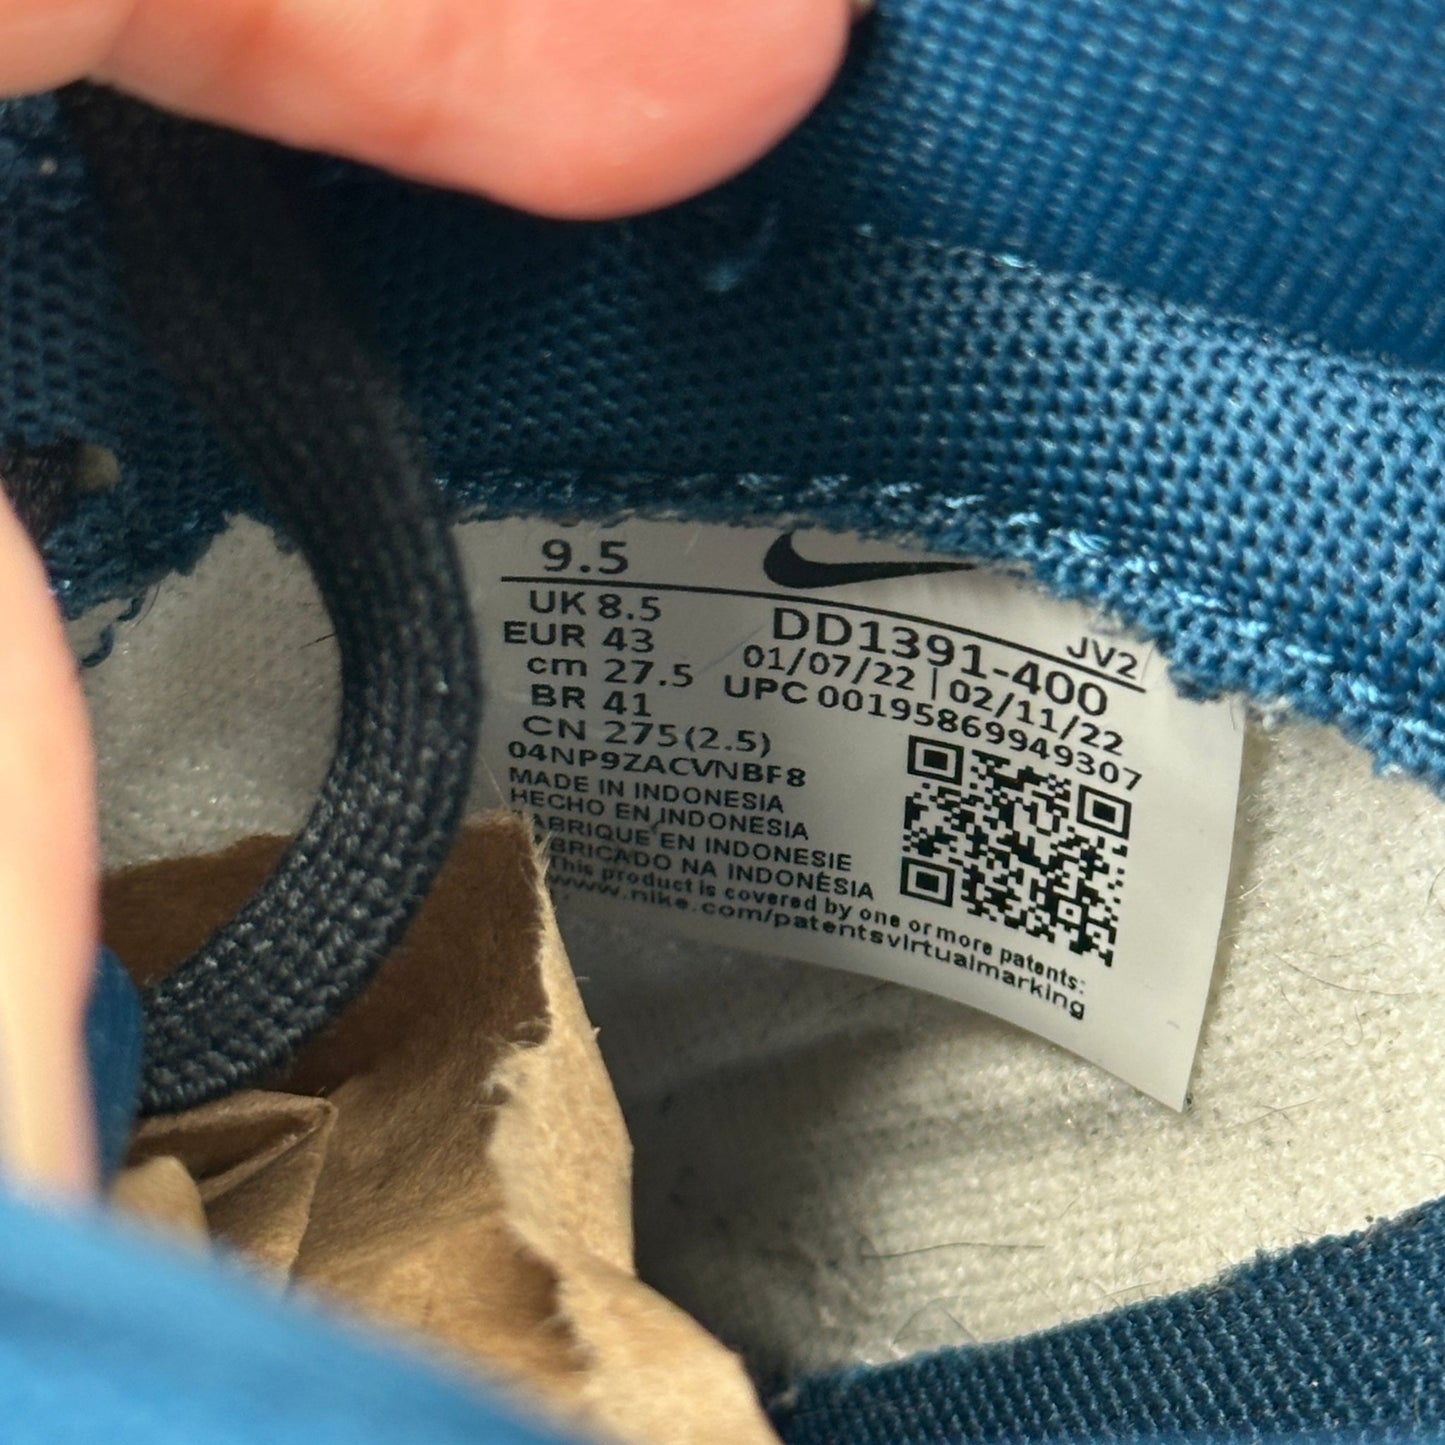 9.5
UK 8.5
EUR 43
cm 27.5
BR 41
CN 275(2.5)
04NP9ZACVNBF8
JV2
DD1391-400
01/07/22 | 02/11/22
UPC 00195869949307
MADE IN INDONESIA
HECHO EN INDONESIA
FABRIQUE EN INDONESIE
FABRICADO NA INDONÉSIA
This product is covered by one or more patents:
www.nike.com/patentsvirtualmarking